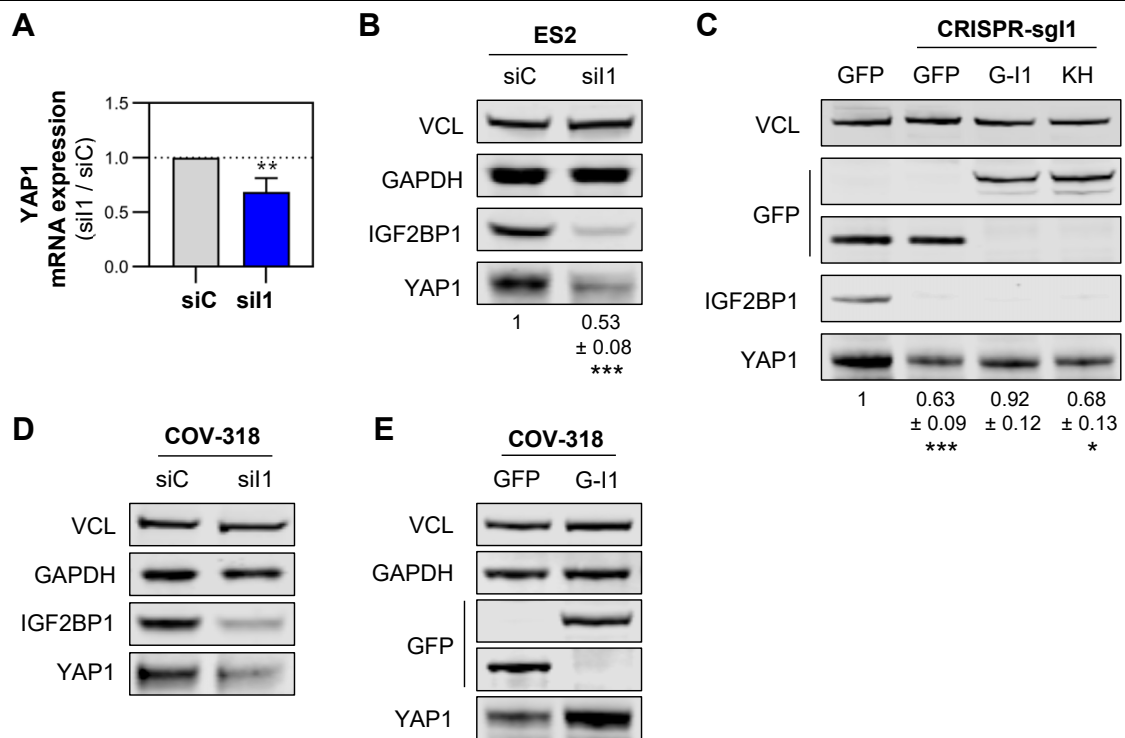 A
YAP1
mRNA expression
(siI1 / siC)
1.5
1.0
0.5
0.0
**
siC siI1
B
ES2
siC siI1
VCL
GAPDH
IGF2BP1
YAP1
1 0.53
± 0.08
***
C
CRISPR-sgI1
GFP GFP G-I1 KH
VCL
GFP
IGF2BP1
YAP1
1 0.63 0.92 0.68
± 0.09 ± 0.12 ± 0.13
*** *
D
COV-318
siC siI1
VCL
GAPDH
IGF2BP1
YAP1
E
COV-318
GFP G-I1
VCL
GAPDH
GFP
YAP1